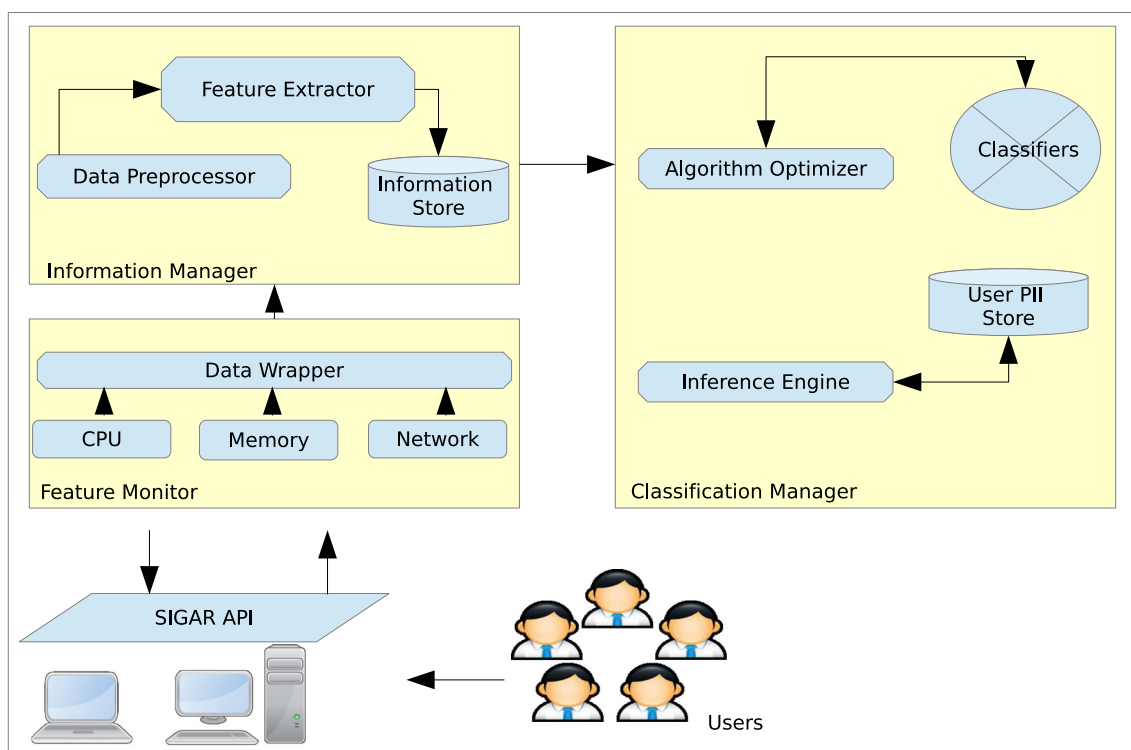 Feature Extractor
Data Preprocessor
Information
Store
Information Manager
Algorithm Optimizer
Classifiers
User PII
Store
Inference Engine
Classification Manager
Data Wrapper
CPU
Memory
Network
Feature Monitor
SIGAR API
Users